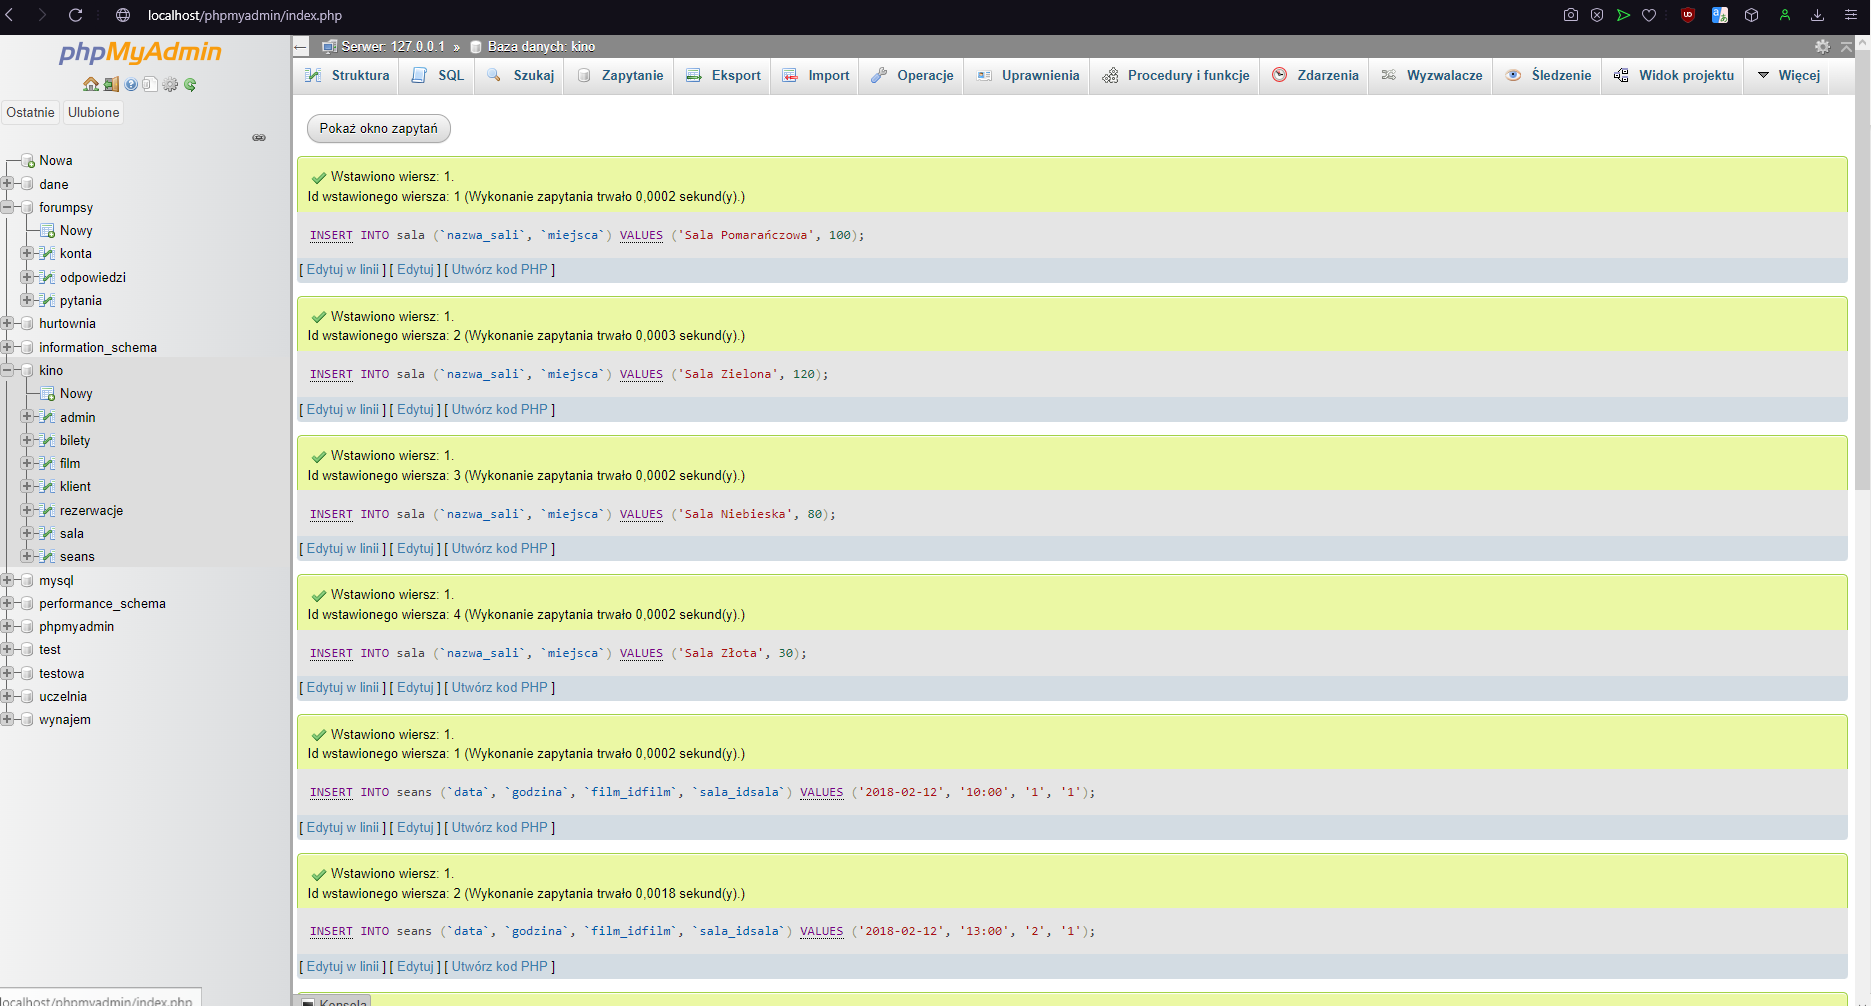 localhost/phpmyadmin/index.php
phpMyAdmin
Ostatnie Ulubione
Nowa
dane
forumpsy
Nowy
konta
odpowiedzi
pytania
hurtownia
information_schema
kino
Nowy
admin
bilety
film
klient
rezerwacje
sala
seans
mysql
performance_schema
phpmyadmin
test
testowa
uczelnia
wynajem
localhost/phpmyadmin/index.php
Serwer: 127.0.0.1 » Baza danych: kino
Struktura SQL Szukaj Zapytanie Eksport Import Operacje Uprawnienia Procedury i funkcje Zdarzenia Wyzwalacze Śledzenie Widok projektu Więcej
Pokaż okno zapytań
Wstawiono wiersz: 1.
Id wstawionego wiersza: 1 (Wykonanie zapytania trwało 0,0002 sekund(y).)
INSERT INTO sala (`nazwa_sali`, `miejsca`) VALUES ('Sala Pomarańczowa', 100);
[ Edytuj w linii ] [ Edytuj ] [ Utwórz kod PHP ]
Wstawiono wiersz: 1.
Id wstawionego wiersza: 2 (Wykonanie zapytania trwało 0,0003 sekund(y).)
INSERT INTO sala (`nazwa_sali`, `miejsca`) VALUES ('Sala Zielona', 120);
[ Edytuj w linii ] [ Edytuj ] [ Utwórz kod PHP ]
Wstawiono wiersz: 1.
Id wstawionego wiersza: 3 (Wykonanie zapytania trwało 0,0002 sekund(y).)
INSERT INTO sala (`nazwa_sali`, `miejsca`) VALUES ('Sala Niebieska', 80);
[ Edytuj w linii ] [ Edytuj ] [ Utwórz kod PHP ]
Wstawiono wiersz: 1.
Id wstawionego wiersza: 4 (Wykonanie zapytania trwało 0,0002 sekund(y).)
INSERT INTO sala (`nazwa_sali`, `miejsca`) VALUES ('Sala Złota', 30);
[ Edytuj w linii ] [ Edytuj ] [ Utwórz kod PHP ]
Wstawiono wiersz: 1.
Id wstawionego wiersza: 1 (Wykonanie zapytania trwało 0,0002 sekund(y).)
INSERT INTO seans (`data`, `godzina`, `film_idfilm`, `sala_idsala`) VALUES ('2018-02-12', '10:00', '1', '1');
[ Edytuj w linii ] [ Edytuj ] [ Utwórz kod PHP ]
Wstawiono wiersz: 1.
Id wstawionego wiersza: 2 (Wykonanie zapytania trwało 0,0018 sekund(y).)
INSERT INTO seans (`data`, `godzina`, `film_idfilm`, `sala_idsala`) VALUES ('2018-02-12', '13:00', '2', '1');
[ Edytuj w linii ] [ Edytuj ] [ Utwórz kod PHP ]
Konsola